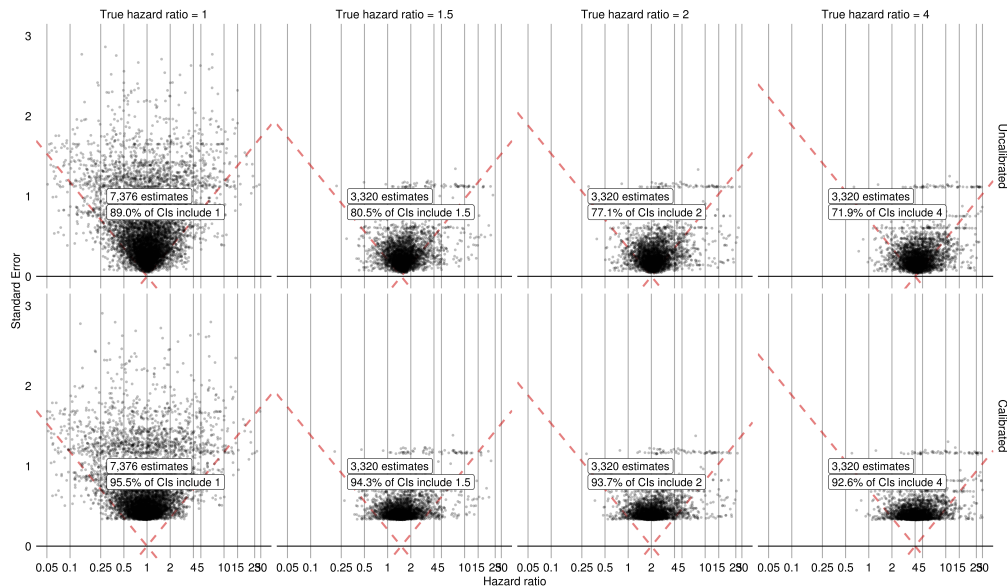 True hazard ratio = 1
True hazard ratio = 1.5
True hazard ratio = 2
True hazard ratio = 4
Standard Error
3
2
1
0
7,376 estimates
89.0% of CIs include 1
3,320 estimates
80.5% of CIs include 1.5
3,320 estimates
77.1% of CIs include 2
3,320 estimates
71.9% of CIs include 4
Uncalibrated
3
2
1
0
7,376 estimates
95.5% of CIs include 1
3,320 estimates
94.3% of CIs include 1.5
3,320 estimates
93.7% of CIs include 2
3,320 estimates
92.6% of CIs include 4
Calibrated
0.05 0.1 0.25 0.5 1 2 4 5 10 15 25 30
0.05 0.1 0.25 0.5 1 2 4 5 10 15 25 30
0.05 0.1 0.25 0.5 1 2 4 5 10 15 25 30
0.05 0.1 0.25 0.5 1 2 4 5 10 15 25 30
Hazard ratio